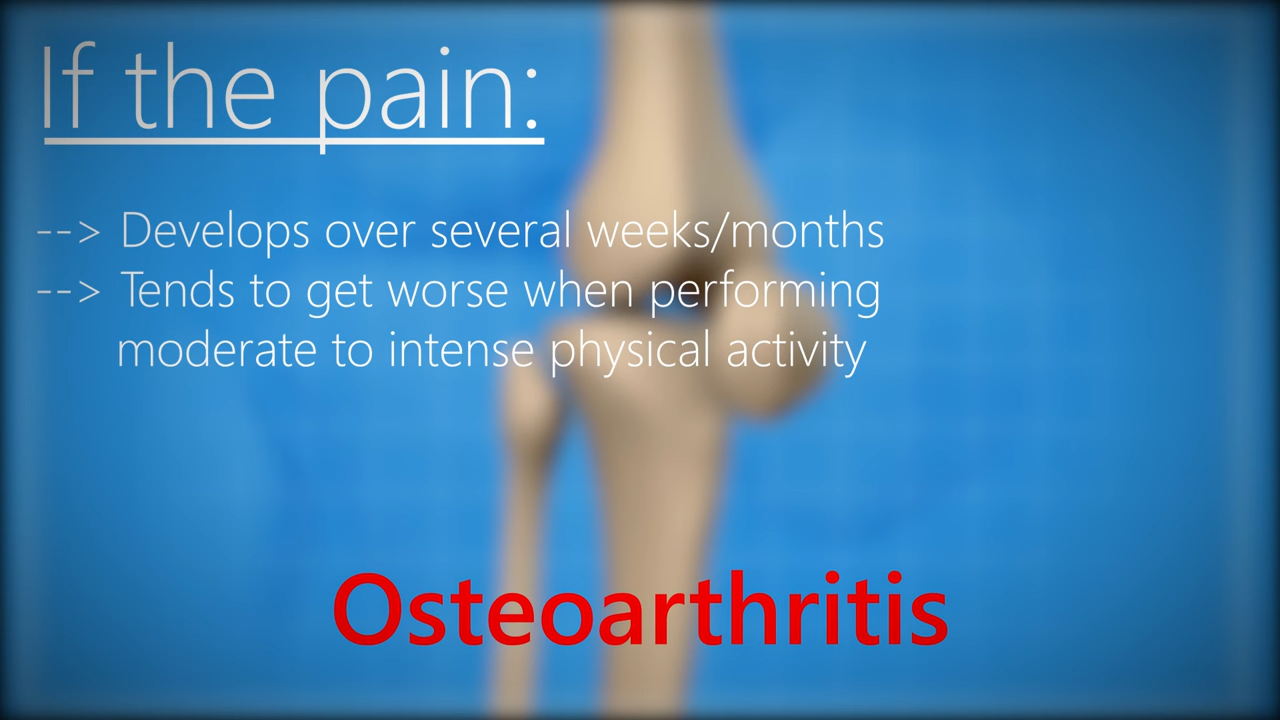 If the pain:
--> Develops over several weeks/months
--> Tends to get worse when performing
moderate to intense physical activity
Osteoarthritis